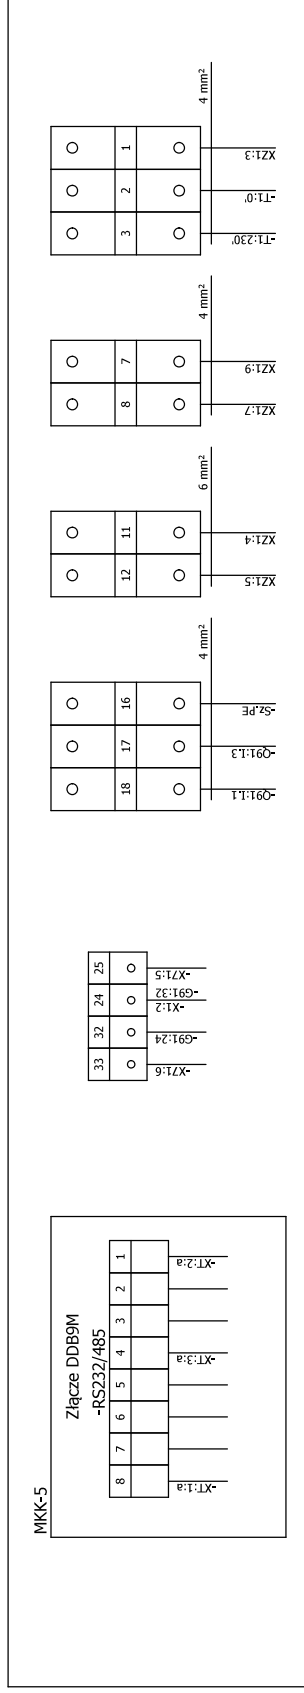 4 mm²
1
XZ1:3
2
-T1:0'
3
-T1:230'
4 mm²
7
XZ1:9
8
XZ1:7
6 mm²
11
XZ1:4
12
XZ1:5
4 mm²
16
-Sz.PE
17
-Q91:L3
18
-Q91:L1
25
-X71:5
24
-G91:32
-X1:2
32
-G91:24
33
-X71:6
MKK-5
Złącze DDB9M
-RS232/485
1
-XT:2:a
2
3
4
-XT:3:a
5
6
7
8
-XT:1:a